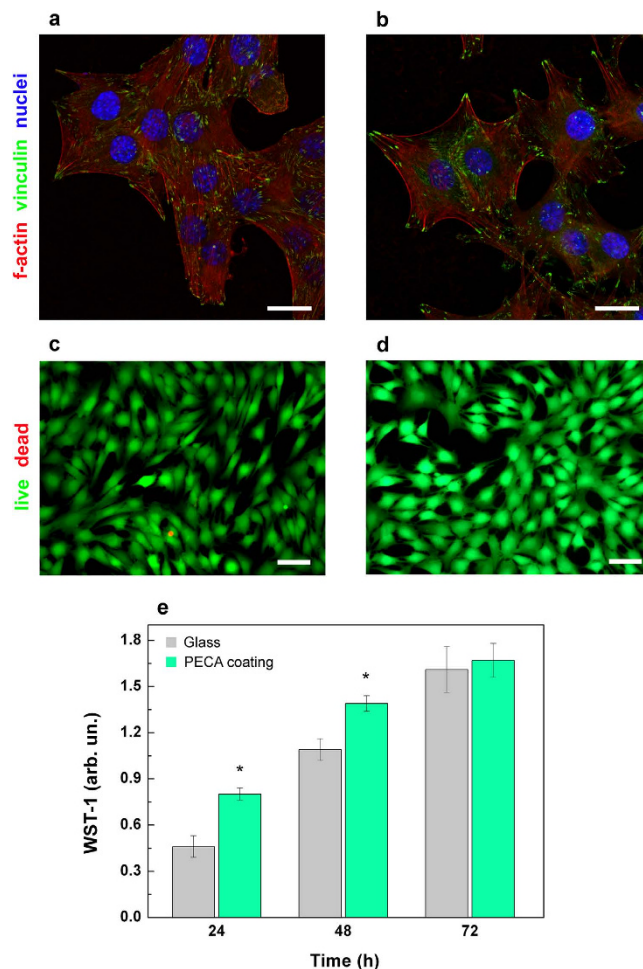 a
b
f-actin vinculin nuclei
c
d
live dead
e
Glass
PECA coating
WST-1 (arb. un.)
1.8
1.5
1.2
0.9
0.6
0.3
0.0
*
*
24
48
72
Time (h)